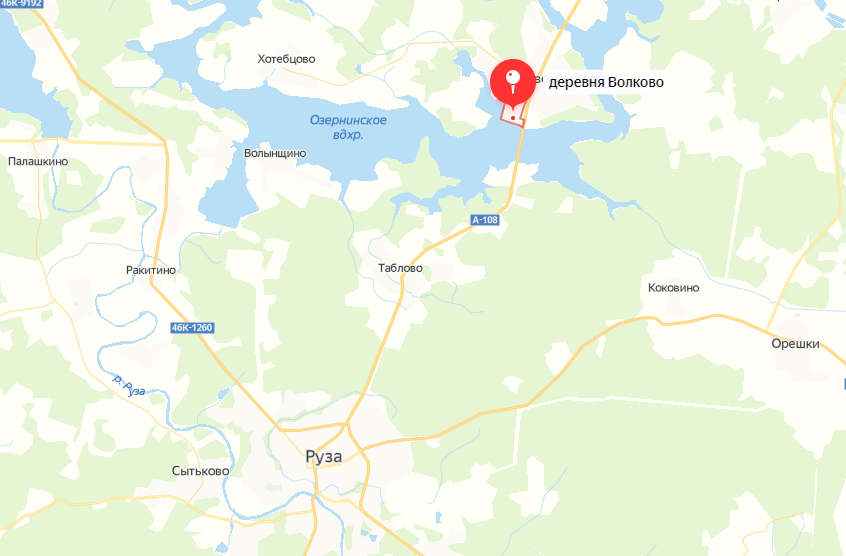 46К-9192
Хотебцово
деревня Волково
Озернинское
вдхр.
Палашкино
Волынщино
А-108
Ракитино
Таблово
Коковино
46К-1260
Орешки
р. Руза
Руза
Сытьково